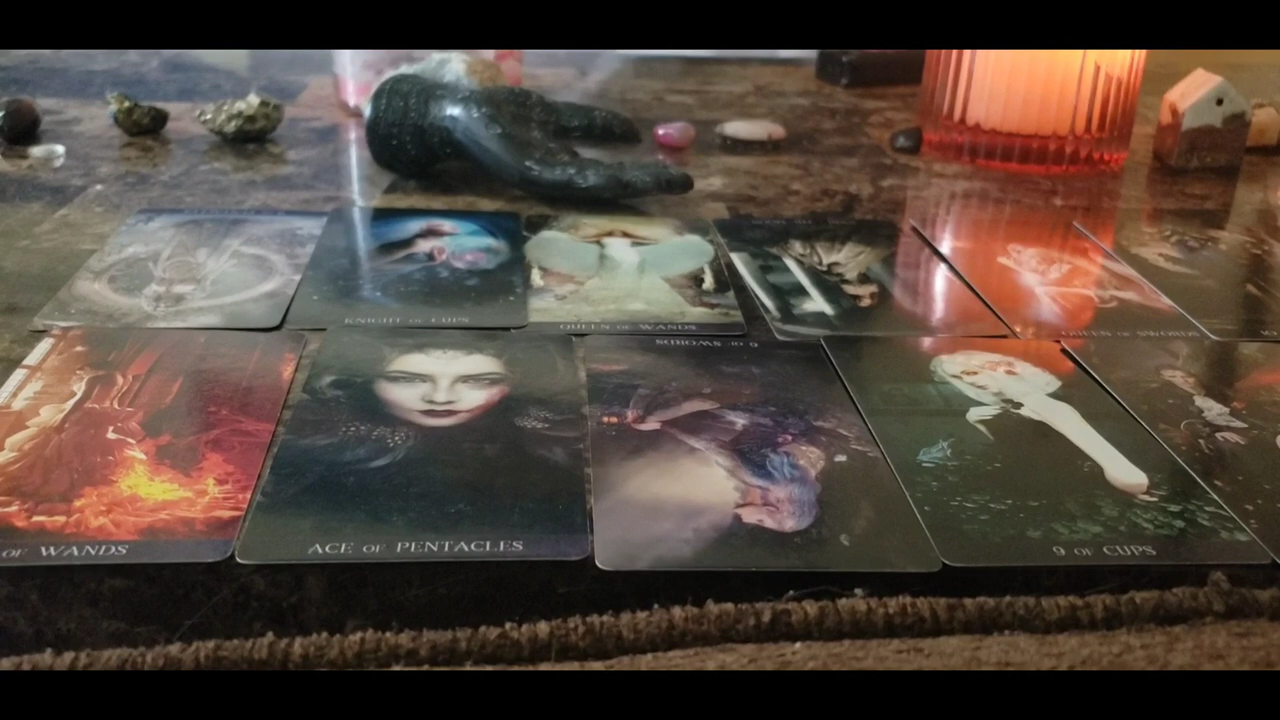 KNIGHT OF CUPS
QUEEN OF WANDS
QUEEN OF SWORDS
OF WANDS
ACE OF PENTACLES
9 OF SWORDS
9 OF CUPS